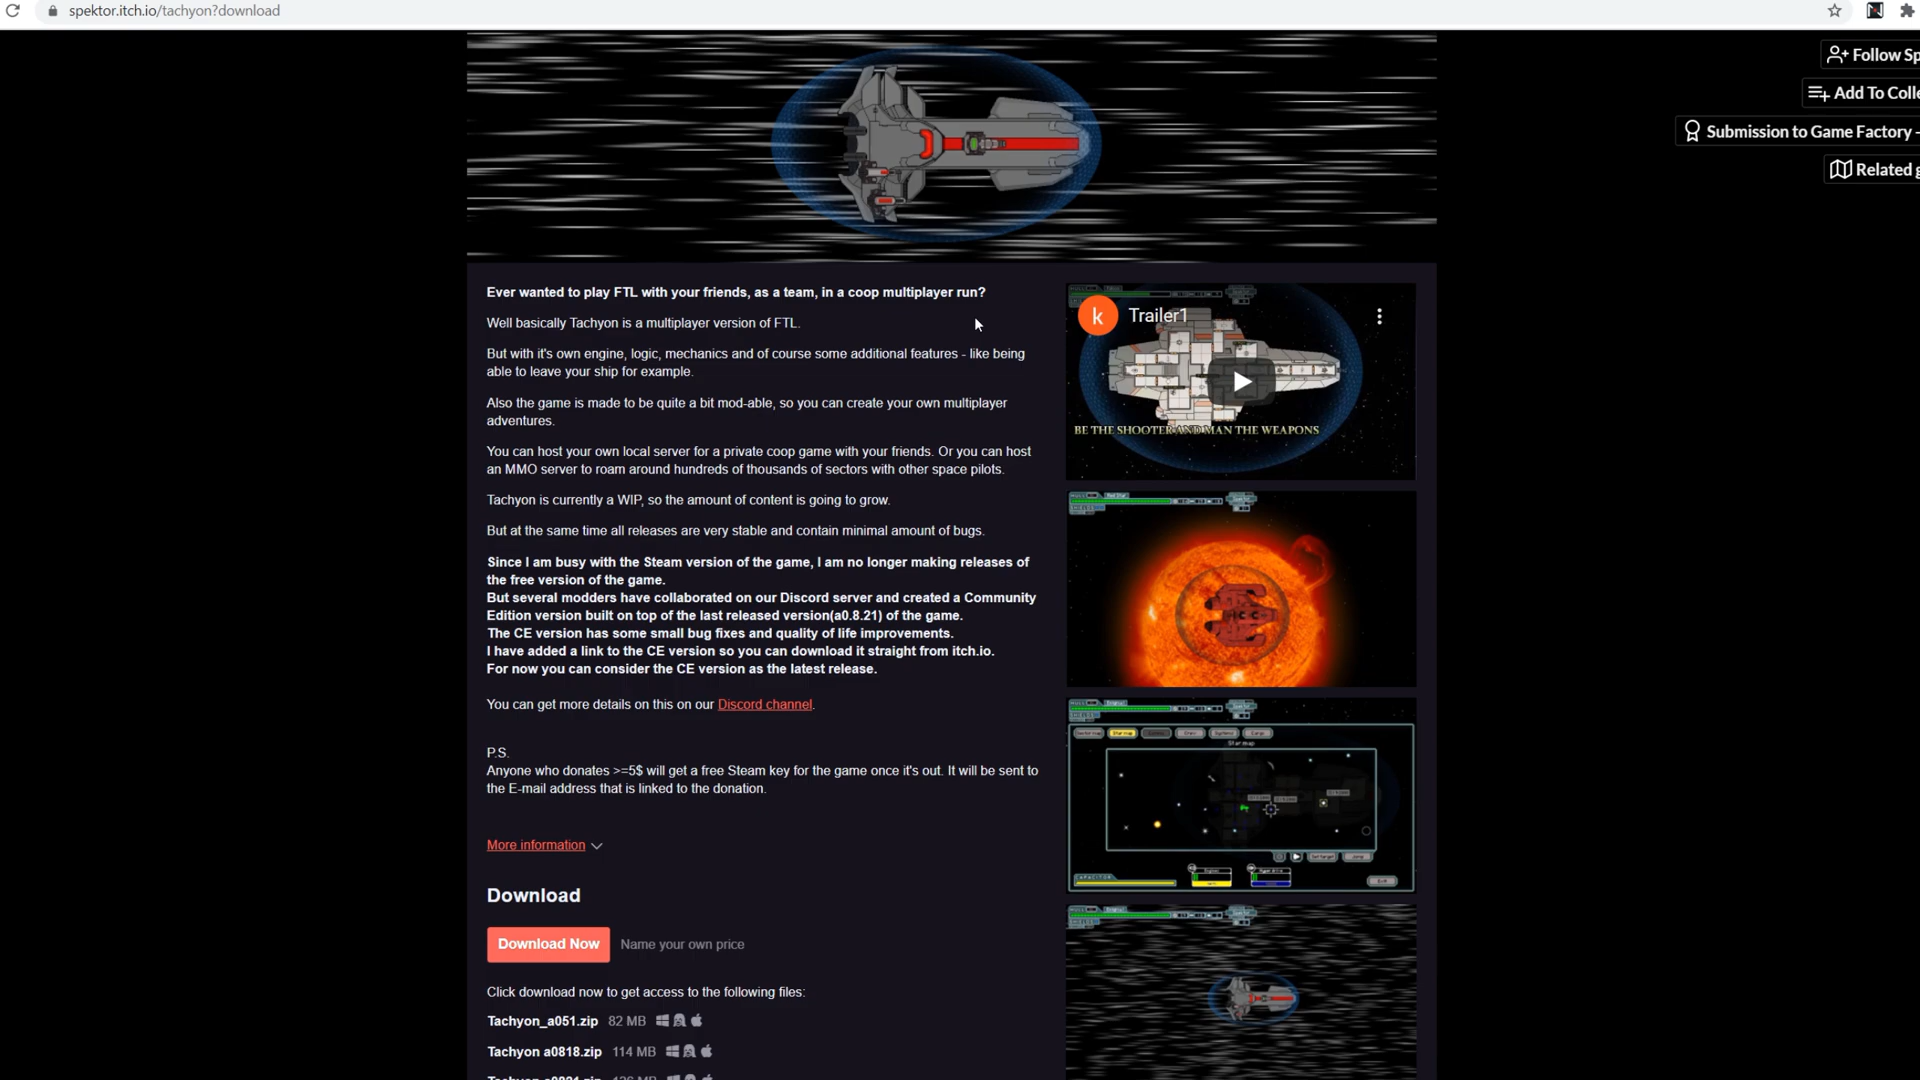 spektor.itch.io/tachyon?download
Follow Sp
Add To Colle
Submission to Game Factory -
Related g
Ever wanted to play FTL with your friends, as a team, in a coop multiplayer run?
Well basically Tachyon is a multiplayer version of FTL.
But with it's own engine, logic, mechanics and of course some additional features - like being
able to leave your ship for example.
Also the game is made to be quite a bit mod-able, so you can create your own multiplayer
adventures.
You can host your own local server for a private coop game with your friends. Or you can host
an MMO server to roam around hundreds of thousands of sectors with other space pilots.
Tachyon is currently a WIP, so the amount of content is going to grow.
But at the same time all releases are very stable and contain minimal amount of bugs.
Since I am busy with the Steam version of the game, I am no longer making releases of
the free version of the game.
But several modders have collaborated on our Discord server and created a Community
Edition version built on top of the last released version(a0.8.21) of the game.
The CE version has some small bug fixes and quality of life improvements.
I have added a link to the CE version so you can download it straight from itch.io.
For now you can consider the CE version as the latest release.
You can get more details on this on our Discord channel.
P.S.
Anyone who donates >=5$ will get a free Steam key for the game once it's out. It will be sent to
the E-mail address that is linked to the donation.
More information
Download
Download Now Name your own price
Click download now to get access to the following files:
Tachyon_a051.zip 82 MB
Tachyon a0818.zip 114 MB
k Trailer1
BE THE SHOOTER AND MAN THE WEAPONS
Star map